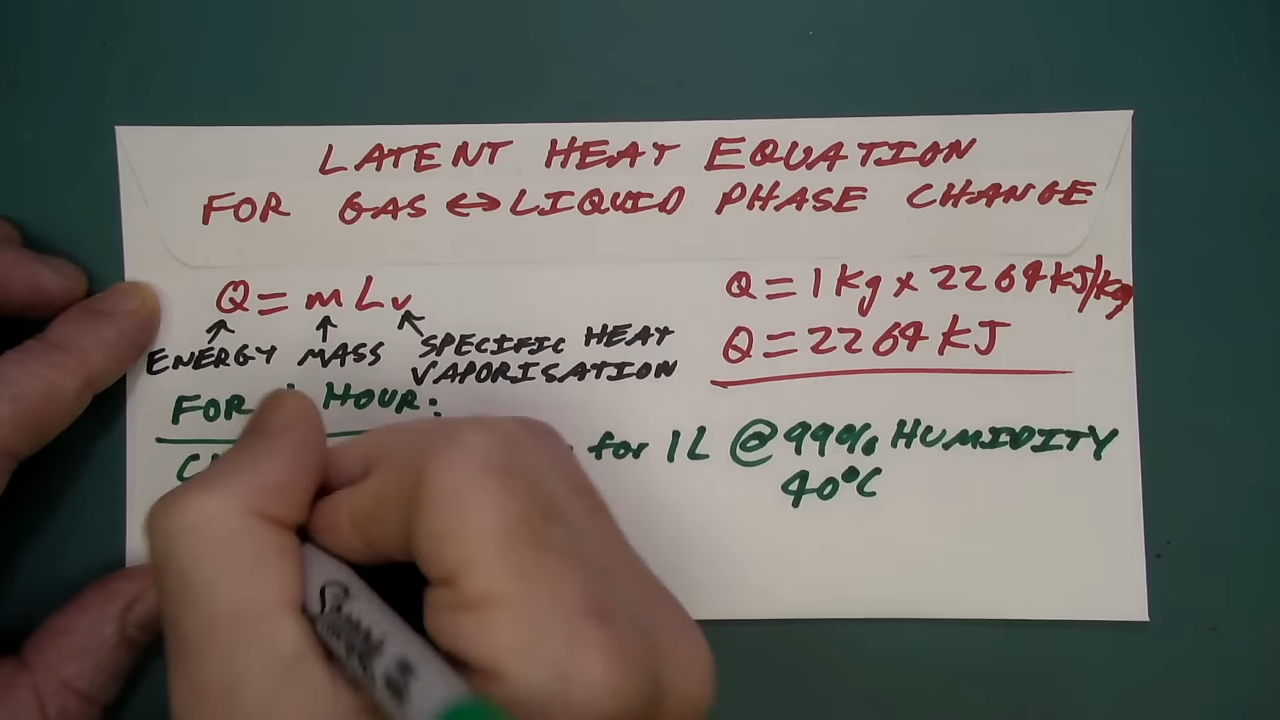 LATENT HEAT EQUATION
FOR GAS ↔ LIQUID PHASE CHANGE
Q = m Lv
ENERGY MASS SPECIFIC HEAT
VAPORISATION
Q = 1 Kg x 2264 KJ/Kg
Q = 2264 KJ
FOR HOUR:
for 1L @ 99% HUMIDITY
40°C